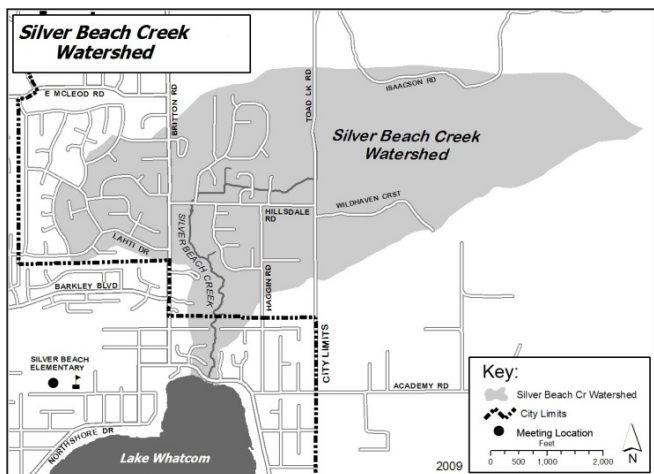 Silver Beach Creek
Watershed
E MCLEOD RD
BRITTON RD
TOAD LK RD
ISAACSON RD
Silver Beach Creek
Watershed
WILDHAVEN CRST
HILLSDALE
RD
SILVER BEACH CREEK
LAHTI DR
HAGGIN RD
BARKLEY BLVD
CITY LIMITS
SILVER BEACH
ELEMENTARY
ACADEMY RD
NORTHSHORE DR
Lake Whatcom
2009
Key:
Silver Beach Cr Watershed
City Limits
Meeting Location
Feet
0 500 1,000 2,000
N